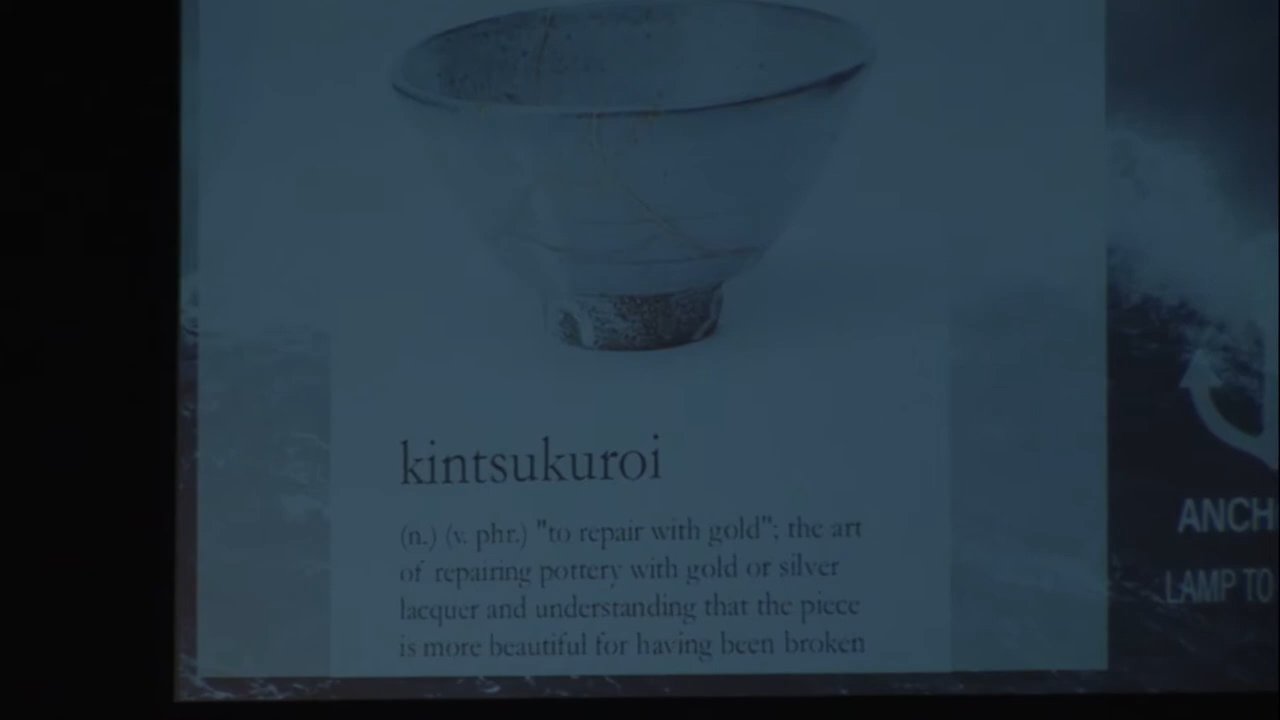 kintsukuroi
(n.) (v. phr.) "to repair with gold"; the art
of repairing pottery with gold or silver
lacquer and understanding that the piece
is more beautiful for having been broken
ANCH
LAMP TO